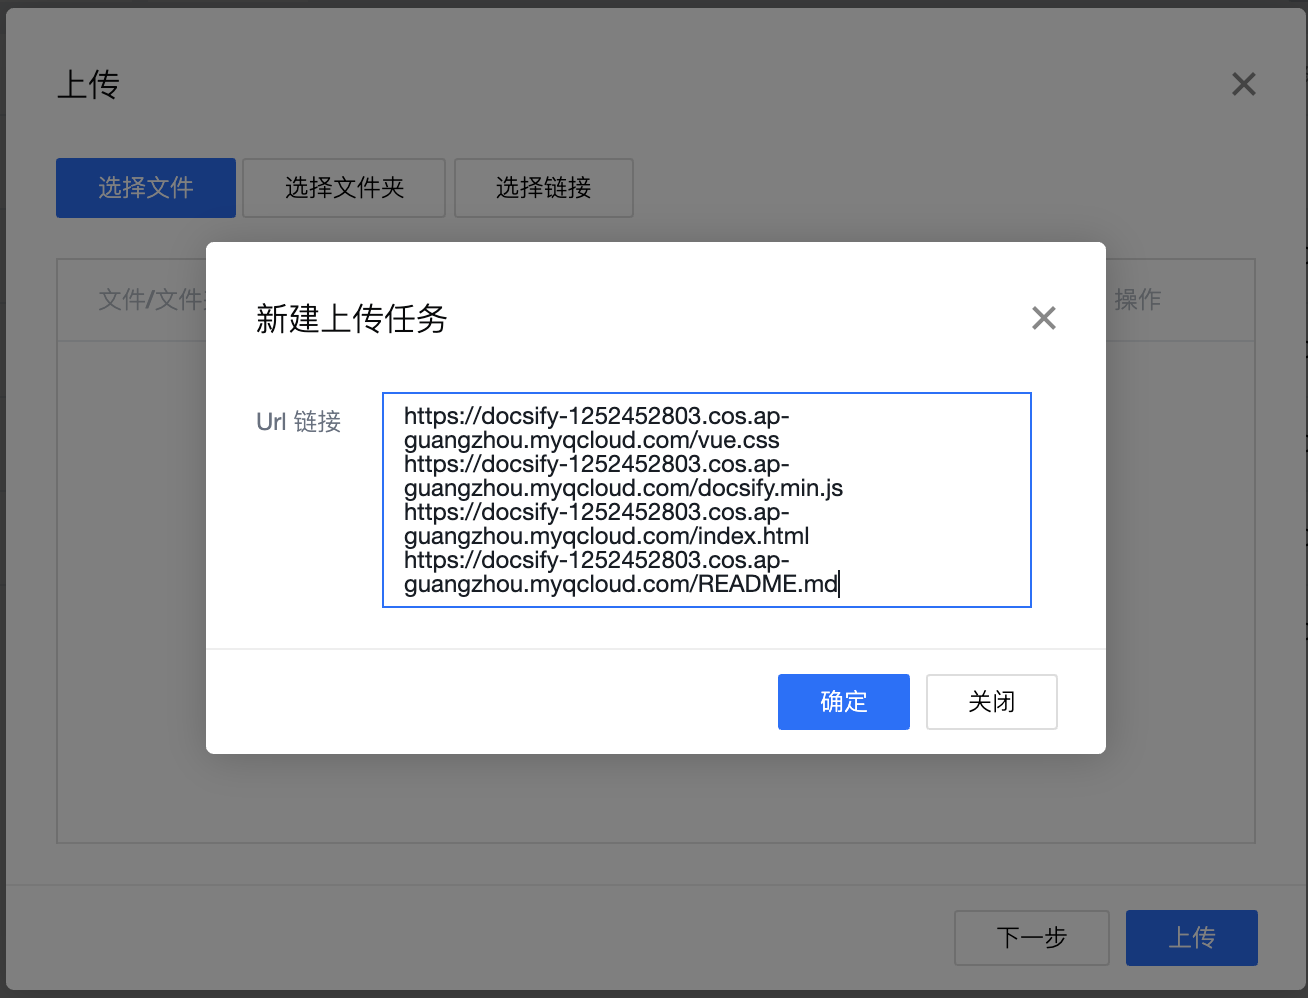 上传
选择文件 选择文件夹 选择链接
文件/文件 操作
新建上传任务
Url 链接
https://docsify-1252452803.cos.ap-
guangzhou.myqcloud.com/vue.css
https://docsify-1252452803.cos.ap-
guangzhou.myqcloud.com/docsify.min.js
https://docsify-1252452803.cos.ap-
guangzhou.myqcloud.com/index.html
https://docsify-1252452803.cos.ap-
guangzhou.myqcloud.com/README.md
确定 关闭
下一步 上传